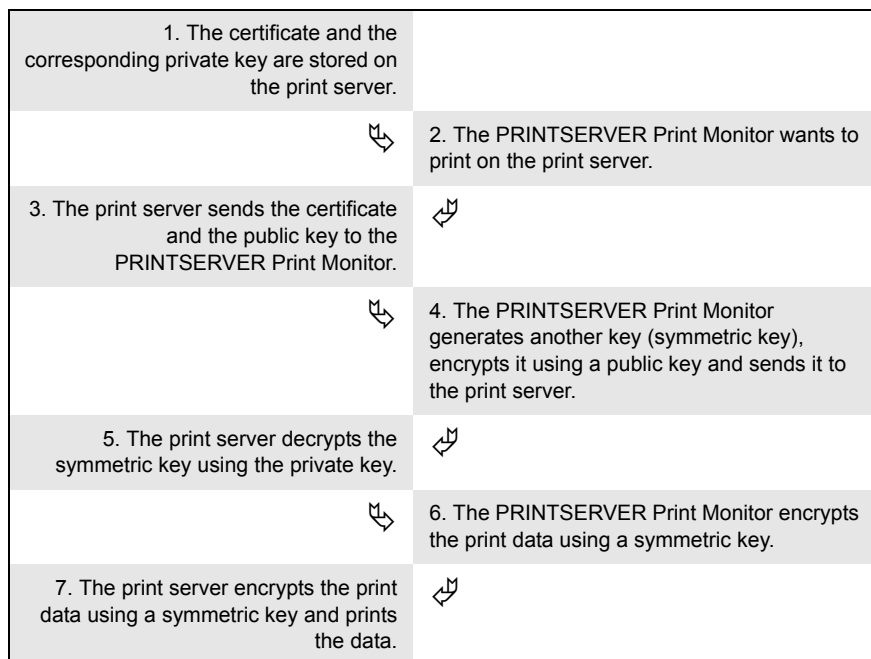 1. The certificate and the
corresponding private key are stored on
the print server.
2. The PRINTSERVER Print Monitor wants to
print on the print server.
3. The print server sends the certificate
and the public key to the
PRINTSERVER Print Monitor.
4. The PRINTSERVER Print Monitor
generates another key (symmetric key),
encrypts it using a public key and sends it to
the print server.
5. The print server decrypts the
symmetric key using the private key.
6. The PRINTSERVER Print Monitor encrypts
the print data using a symmetric key.
7. The print server encrypts the print
data using a symmetric key and prints
the data.